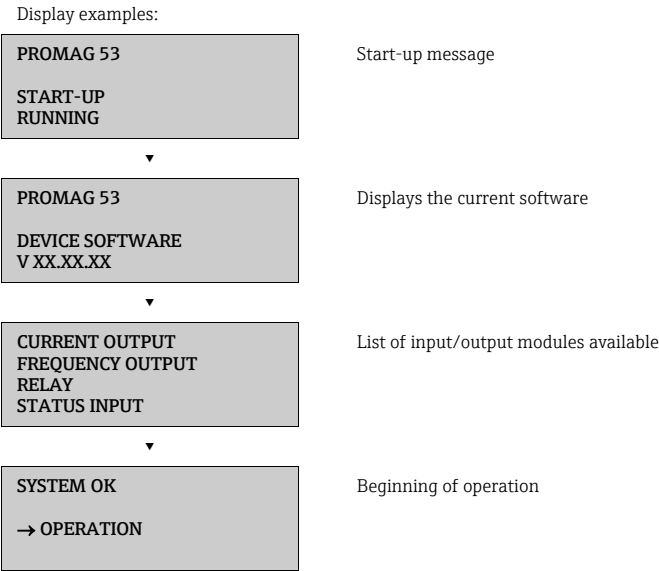 Display examples:
PROMAG 53
START-UP
RUNNING
Start-up message
▼
PROMAG 53
DEVICE SOFTWARE
V XX.XX.XX
Displays the current software
▼
CURRENT OUTPUT
FREQUENCY OUTPUT
RELAY
STATUS INPUT
List of input/output modules available
▼
SYSTEM OK
→ OPERATION
Beginning of operation